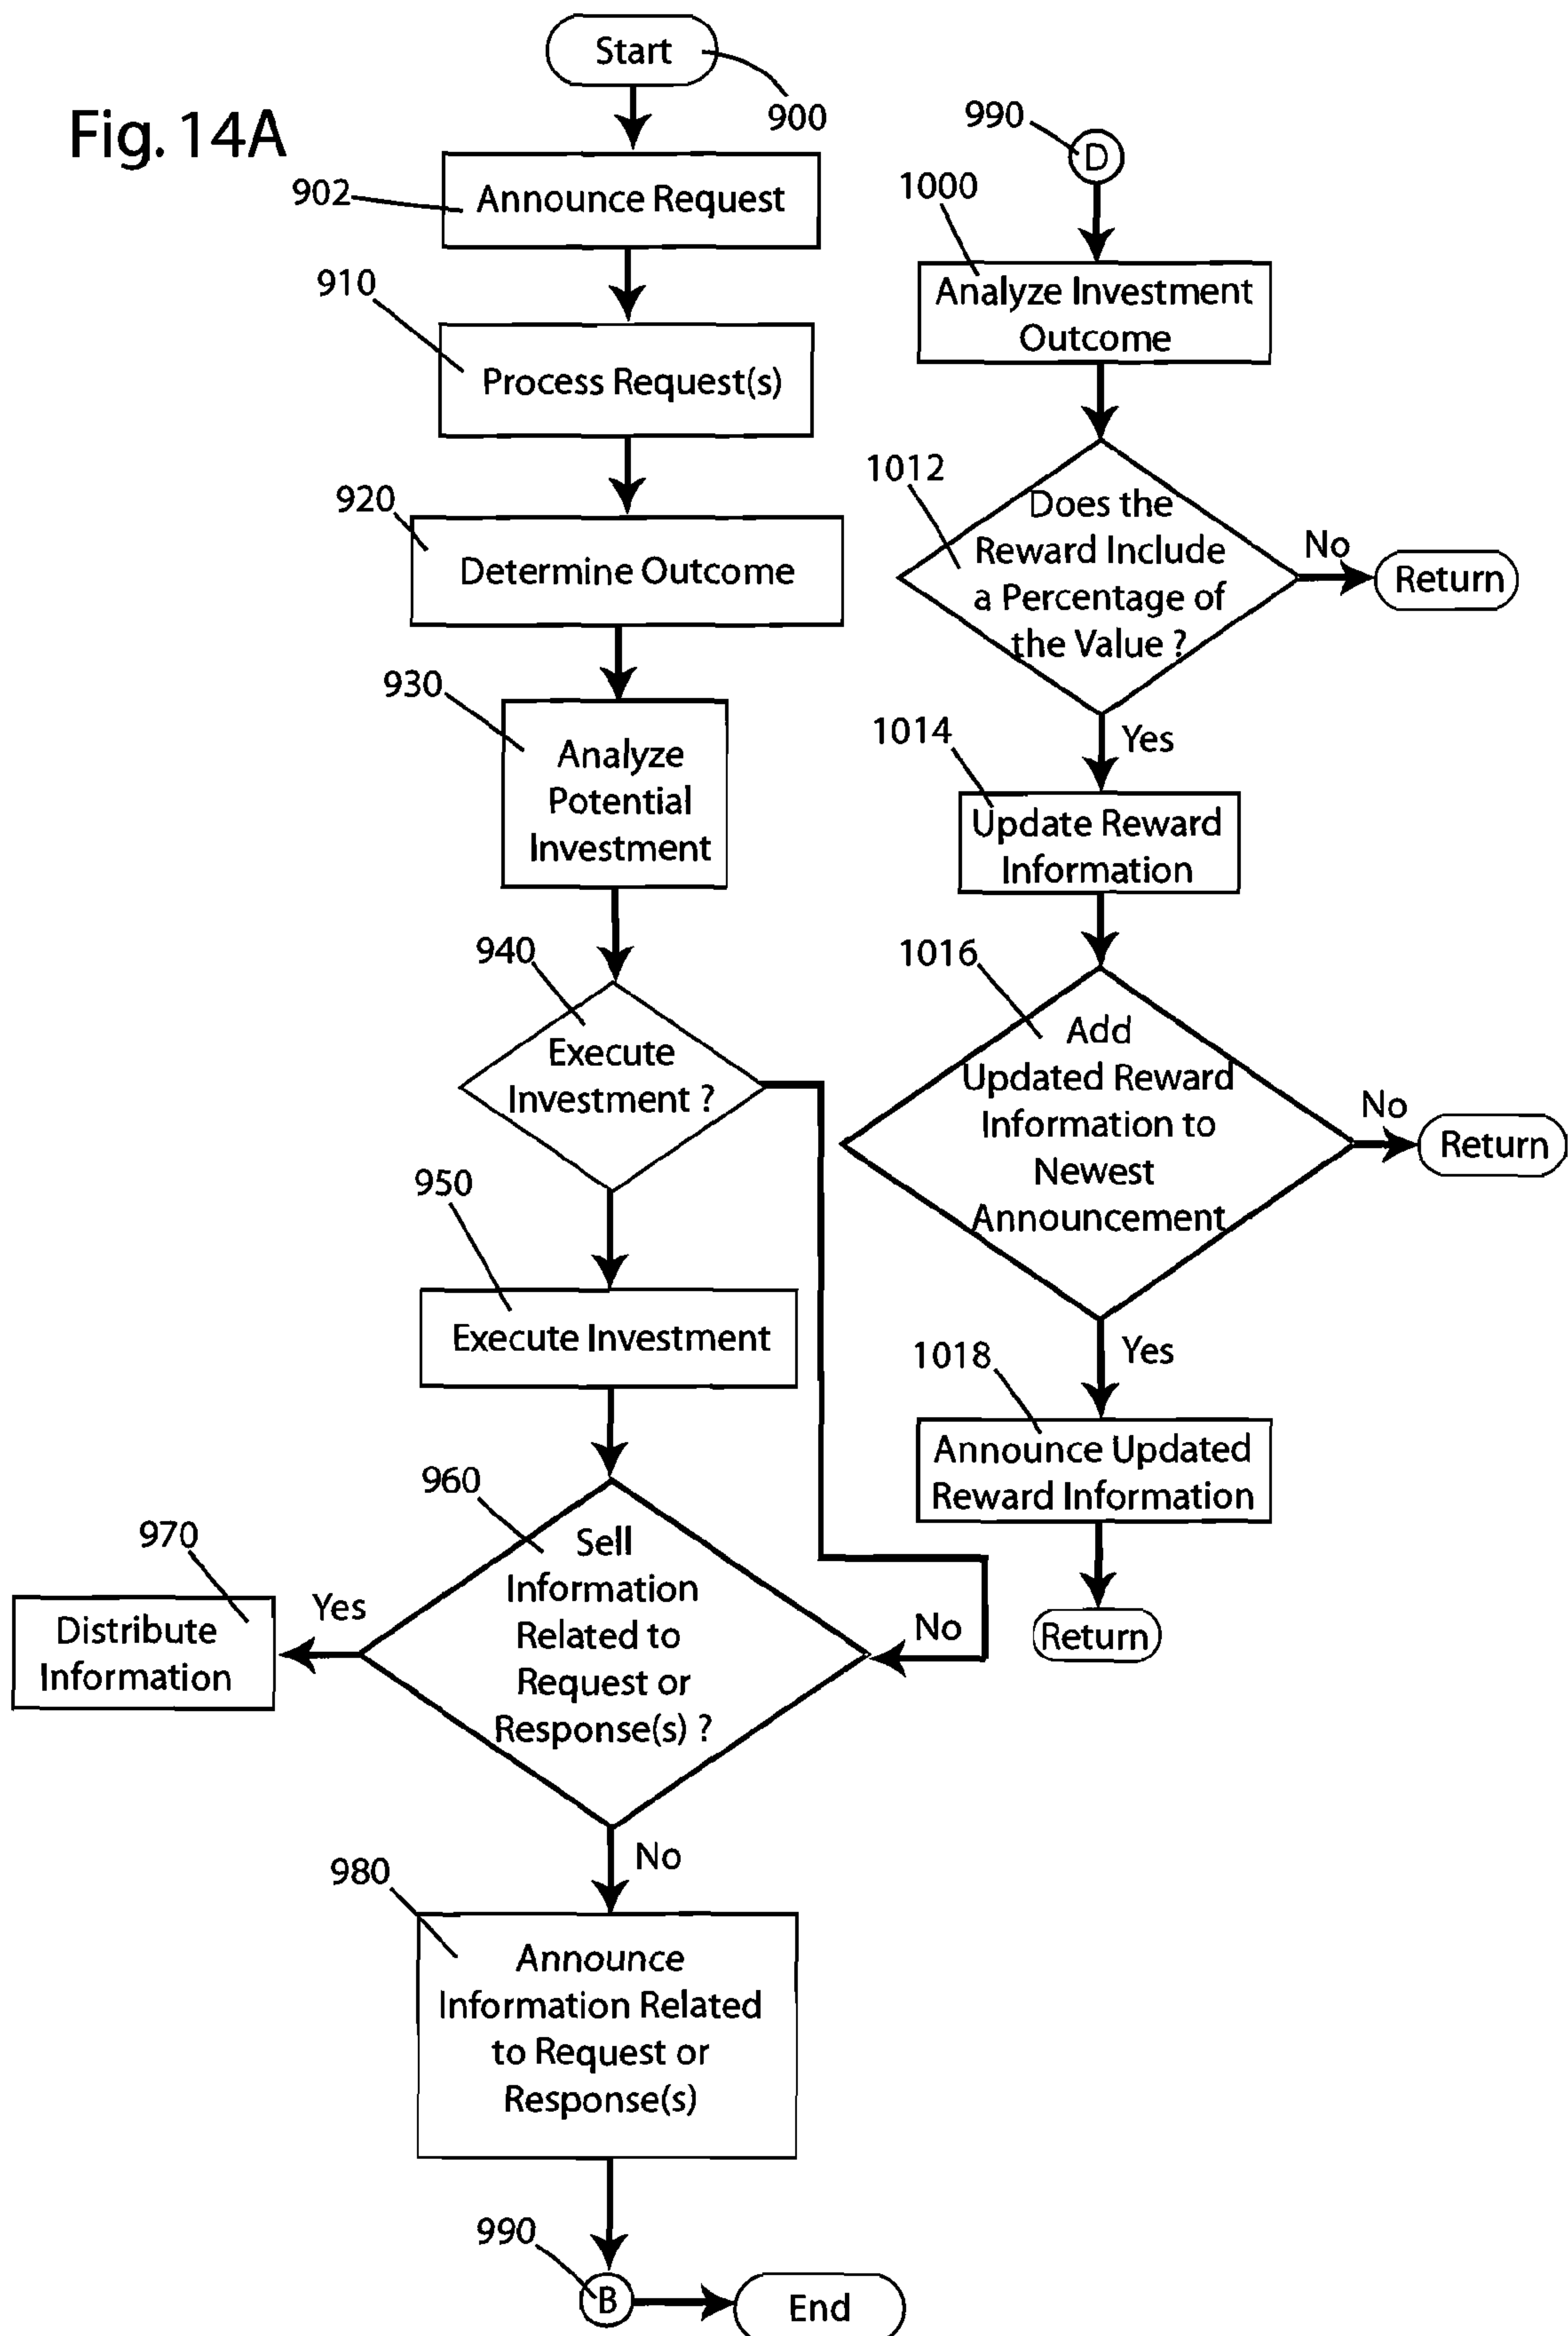 Fig. 14A
Start
900
902
Announce Request
910
Process Request(s)
920
Determine Outcome
930
Analyze
Potential
Investment
940
Execute
Investment ?
950
Execute Investment
960
Sell
Information
Related to
Request or
Response(s) ?
No
Yes
970
Distribute
Information
No
980
Announce
Information Related
to Request or
Response(s)
990
B
End
990
D
1000
Analyze Investment
Outcome
1012
Does the
Reward Include
a Percentage of
the Value ?
No
Return
Yes
1014
Update Reward
Information
1016
Add
Updated Reward
Information to
Newest
Announcement
No
Return
Yes
1018
Announce Updated
Reward Information
Return